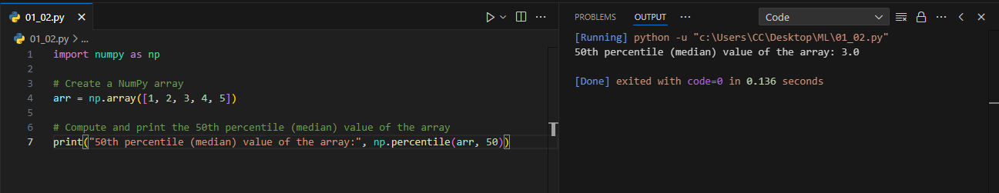 01_02.py
01_02.py > ...
1 import numpy as np
2
3 # Create a NumPy array
4 arr = np.array([1, 2, 3, 4, 5])
5
6 # Compute and print the 50th percentile (median) value of the array
7 print("50th percentile (median) value of the array:", np.percentile(arr, 50))
PROBLEMS OUTPUT ... Code
[Running] python -u "c:\Users\CC\Desktop\ML\01_02.py"
50th percentile (median) value of the array: 3.0
[Done] exited with code=0 in 0.136 seconds